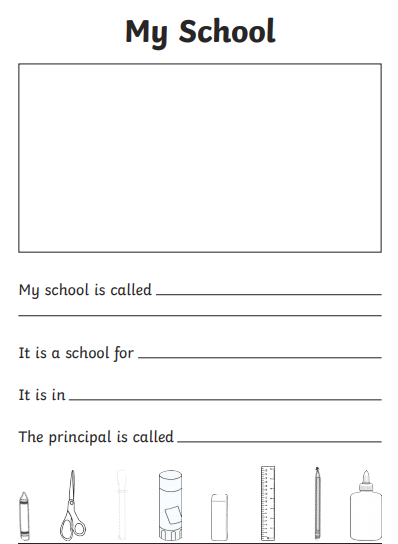 My School
My school is called
It is a school for
It is in
The principal is called